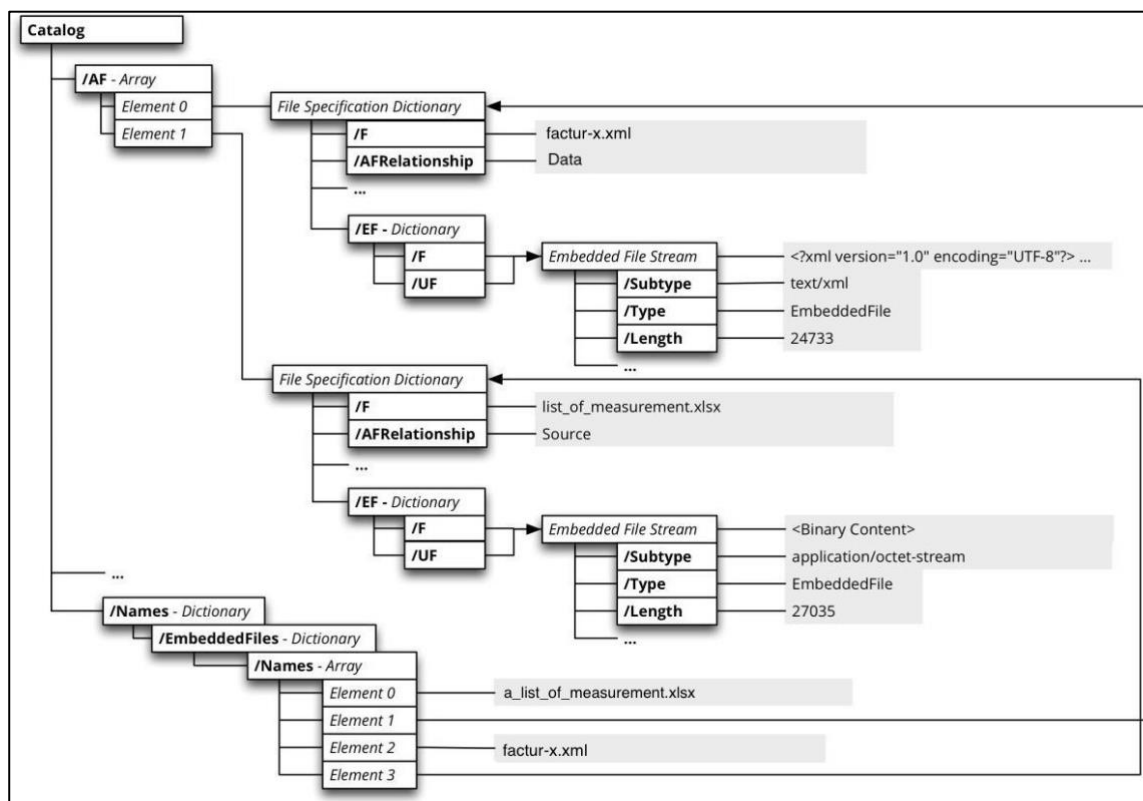 Catalog
/AF - Array
Element 0 File Specification Dictionary
Element 1 /F factur-x.xml
/AFRelationship Data
...
/EF - Dictionary
/F Embedded File Stream <?xml version="1.0" encoding="UTF-8"?> ...
/UF /Subtype text/xml
/Type EmbeddedFile
/Length 24733
...
File Specification Dictionary
/F list_of_measurement.xlsx
/AFRelationship Source
...
/EF - Dictionary
/F Embedded File Stream <Binary Content>
/UF /Subtype application/octet-stream
... /Type EmbeddedFile
/Names - Dictionary /Length 27035
/EmbeddedFiles - Dictionary ...
/Names - Array
Element 0 a_list_of_measurement.xlsx
Element 1
Element 2 factur-x.xml
Element 3